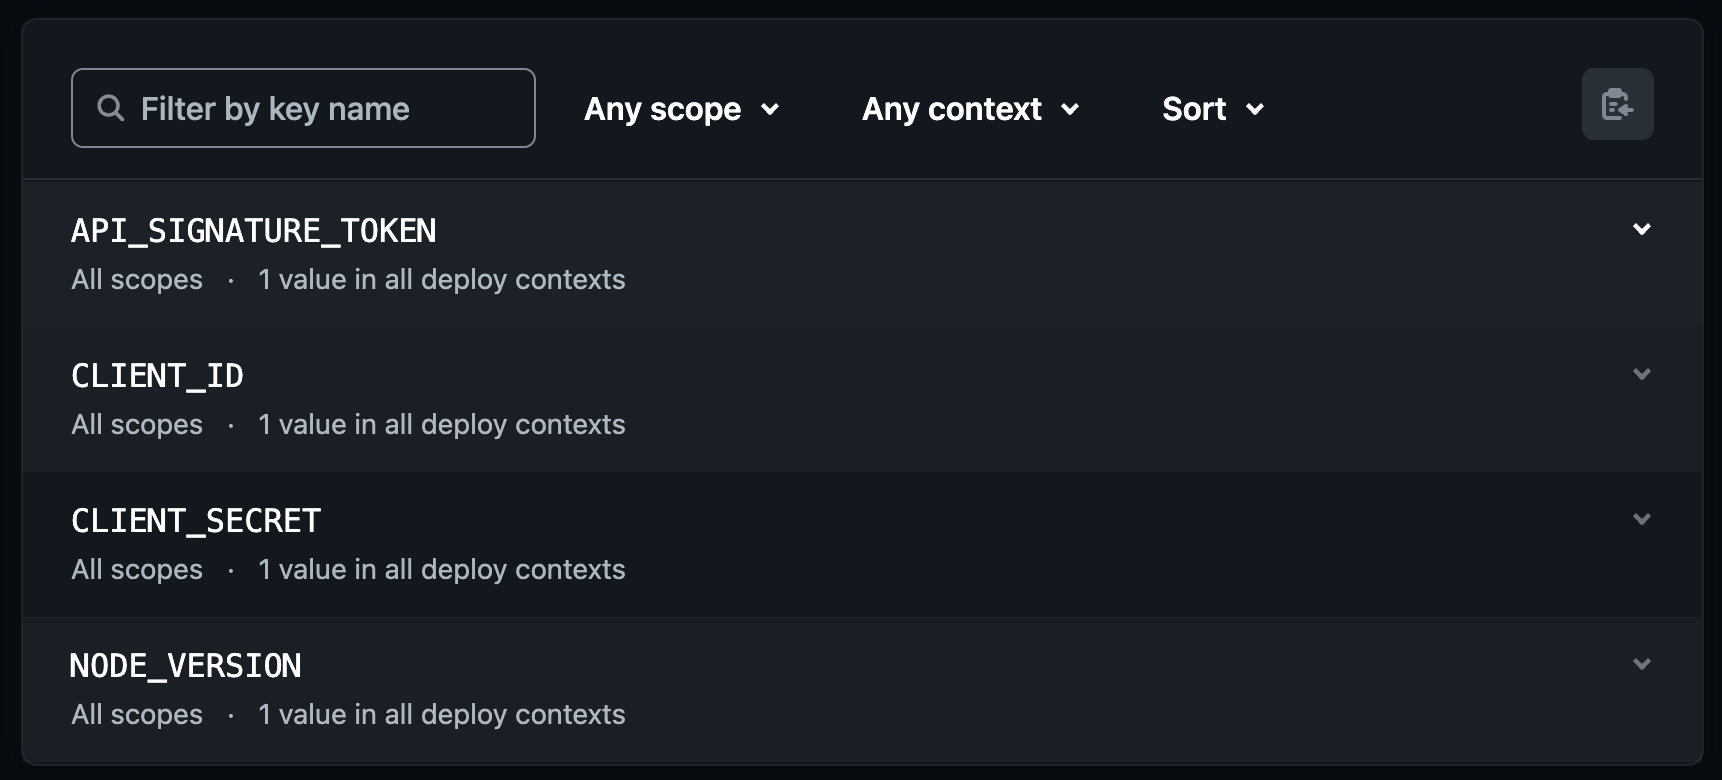 Filter by key name
Any scope
Any context
Sort
API_SIGNATURE_TOKEN
All scopes · 1 value in all deploy contexts
CLIENT_ID
All scopes · 1 value in all deploy contexts
CLIENT_SECRET
All scopes · 1 value in all deploy contexts
NODE_VERSION
All scopes · 1 value in all deploy contexts